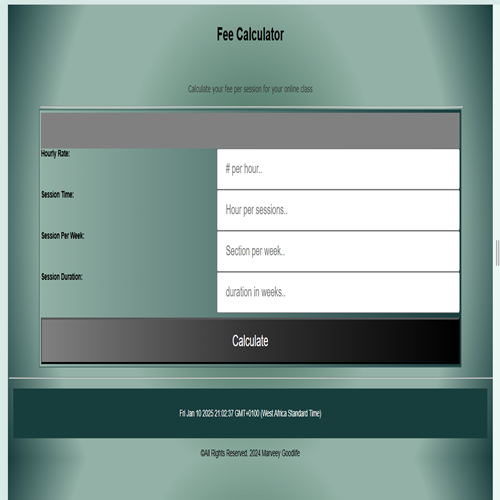 Fee Calculator
Calculate your fee per session for your online class
Hourly Rate:
# per hour..
Session Time:
Hour per sessions..
Session Per Week:
Section per week..
Session Duration:
duration in weeks..
Calculate
Fri Jan 10 2025 21:02:37 GMT+0100 (West Africa Standard Time)
©All Rights Reserved. 2024 Marveey Goodlife